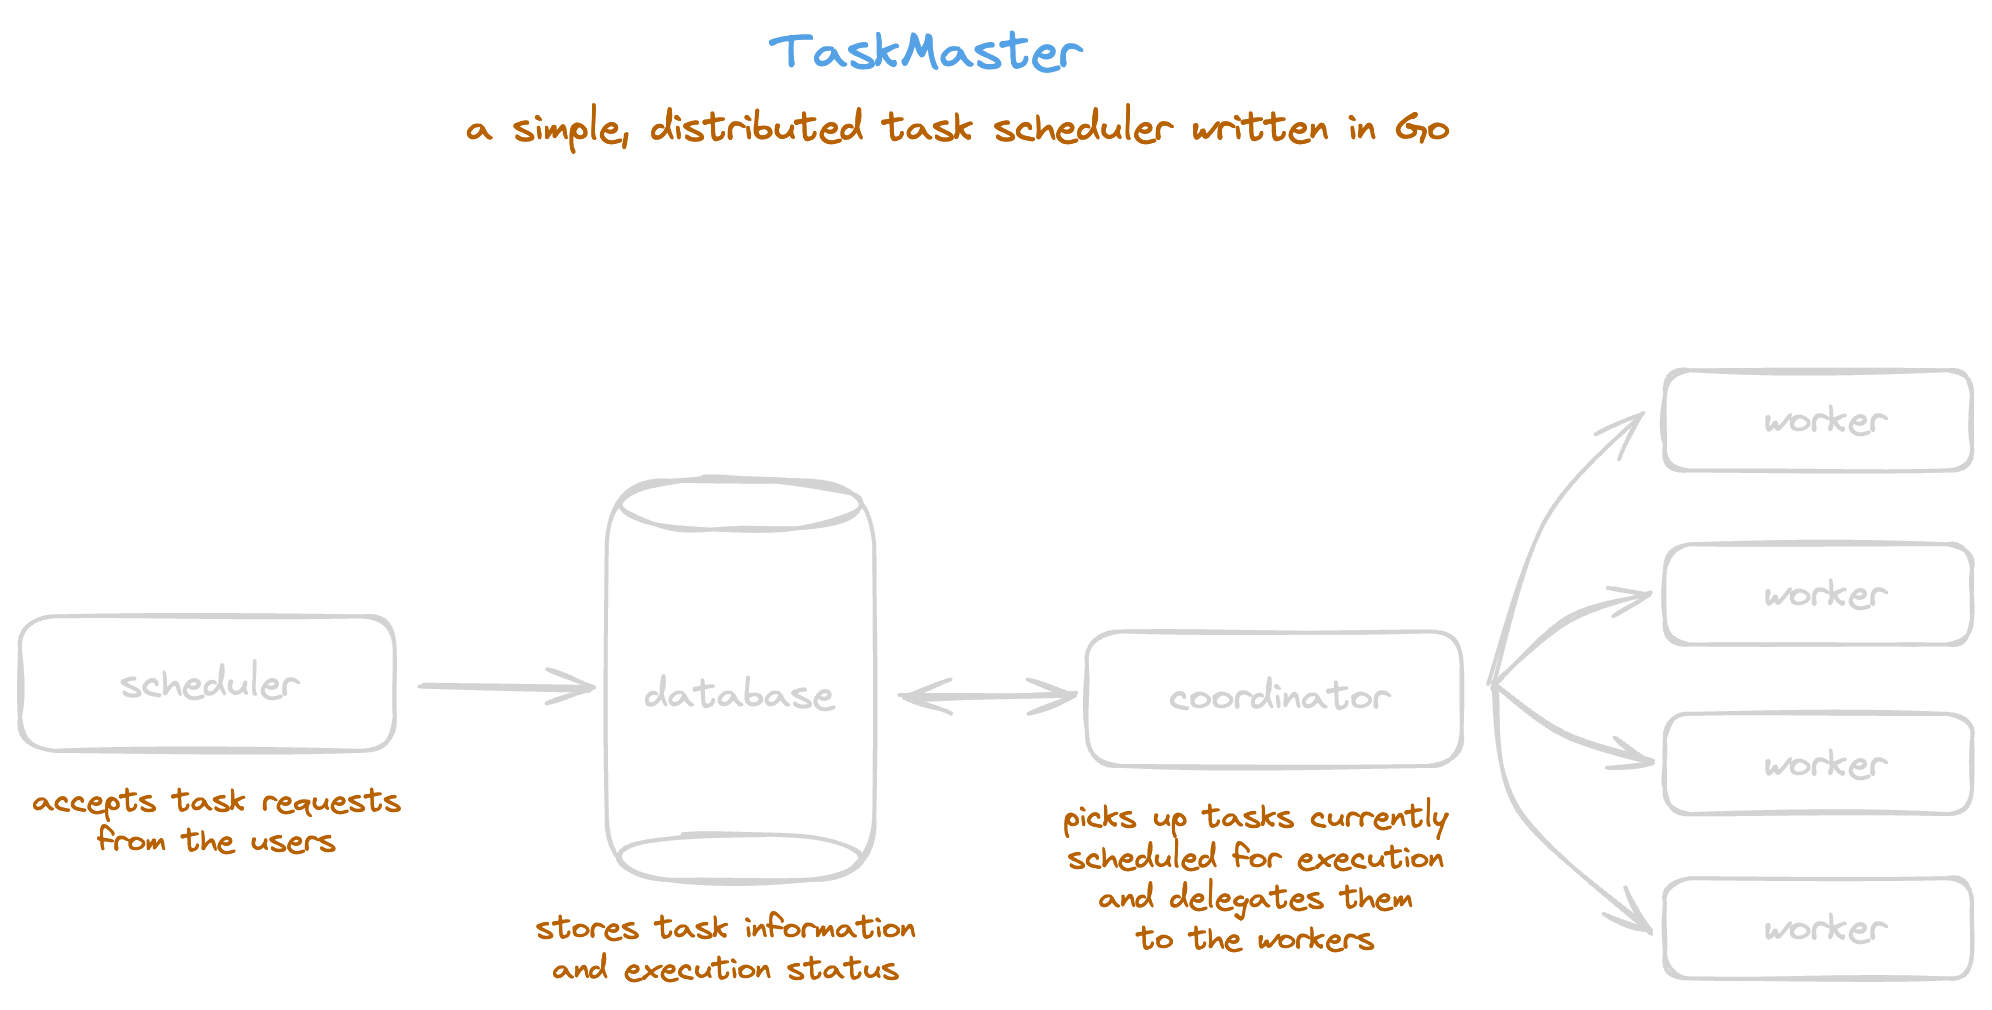 TaskMaster
a simple, distributed task scheduler written in Go
scheduler
accepts task requests
from the users
database
stores task information
and execution status
coordinator
picks up tasks currently
scheduled for execution
and delegates them
to the workers
worker
worker
worker
worker